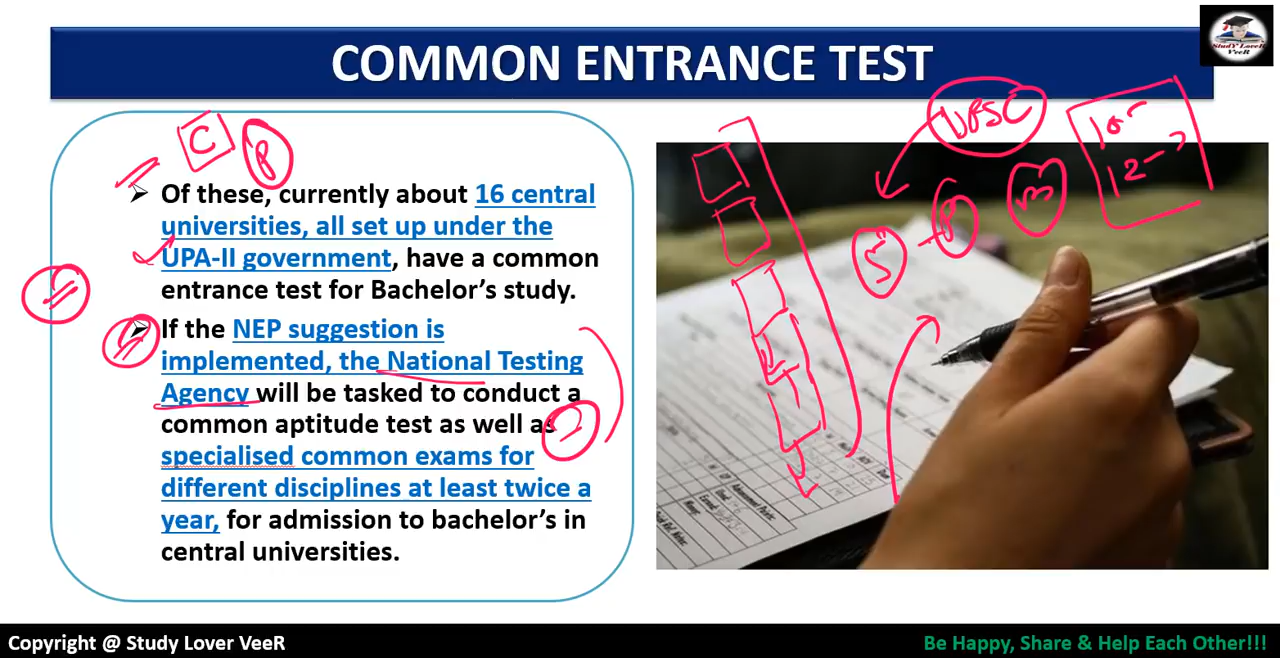 StudY LoveR
VeeR
COMMON ENTRANCE TEST
UPSC
C
P
➢ Of these, currently about 16 central
universities, all set up under the
UPA-II government, have a common
entrance test for Bachelor's study.
➢ If the NEP suggestion is
implemented, the National Testing
Agency will be tasked to conduct a
common aptitude test as well as
specialised common exams for
different disciplines at least twice a
year, for admission to bachelor's in
central universities.
Copyright @ Study Lover VeeR
Be Happy, Share & Help Each Other!!!